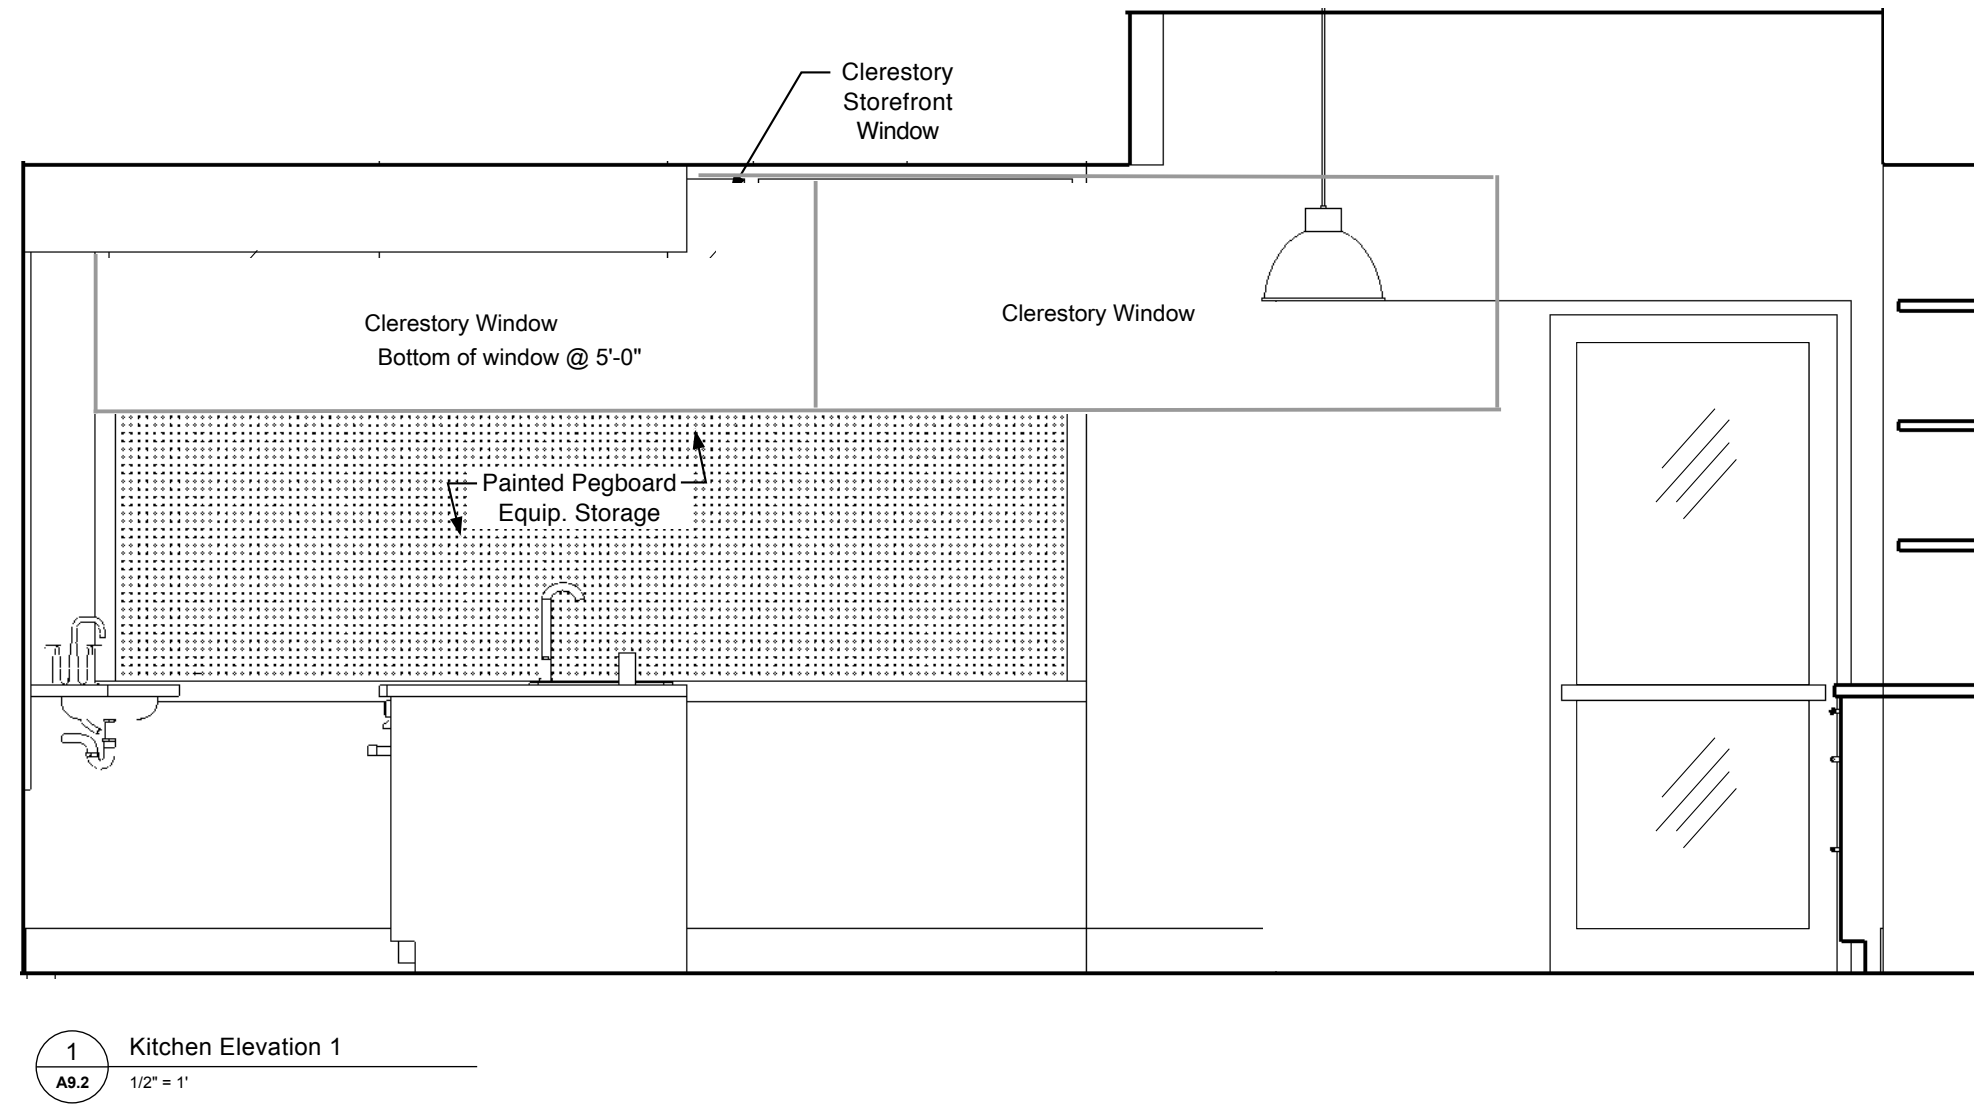 Clerestory
Storefront
Window
Clerestory Window
Bottom of window @ 5'-0"
Clerestory Window
Painted Pegboard
Equip. Storage
1
Kitchen Elevation 1
A9.2
1/2" = 1'